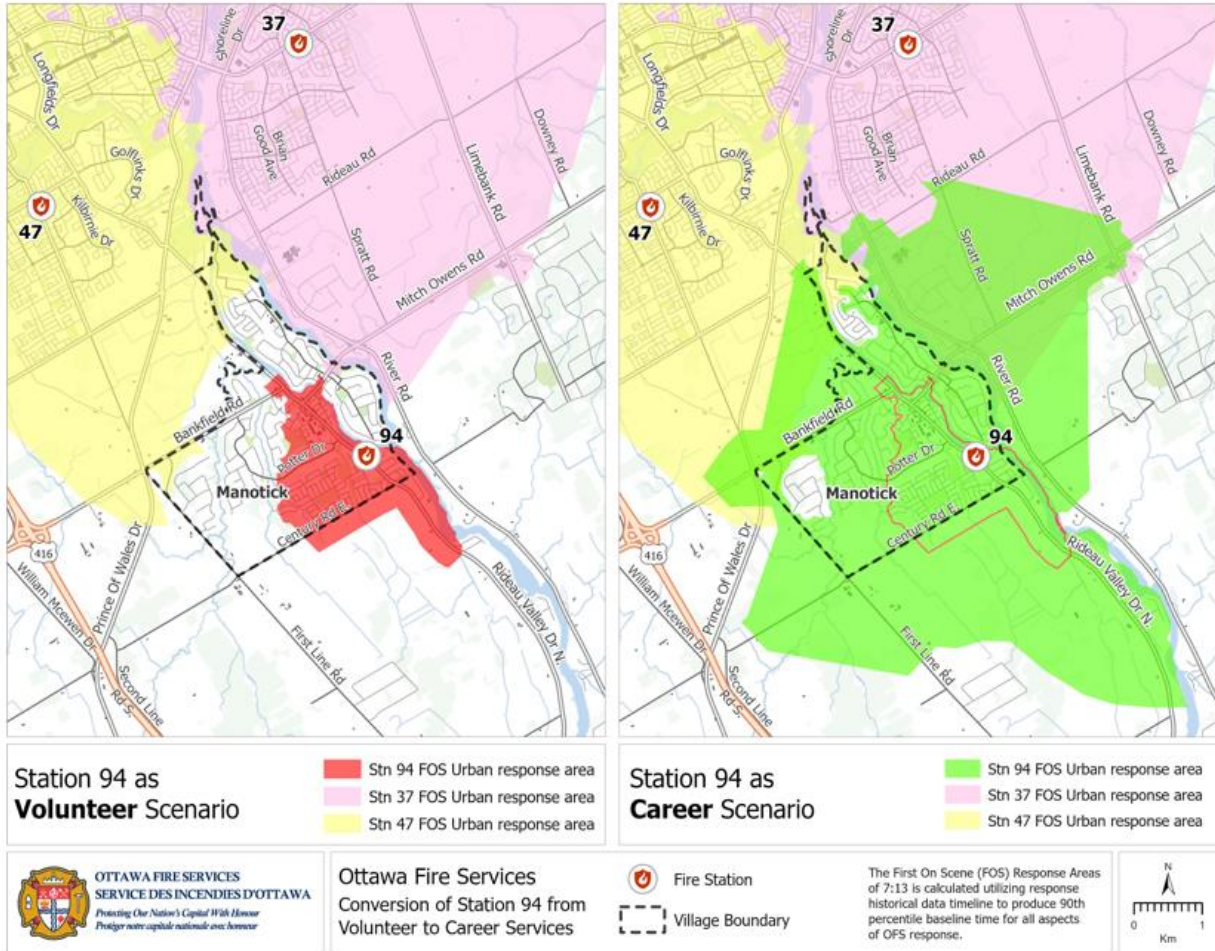 37
Shoreline
Dr
Longfields Dr
Golflinks Dr
Kilbirnie Dr
47
Brian
Good Ave.
Rideau Rd
Limebank Rd
Downey Rd
Spratt Rd
Mitch Owens Rd
River Rd
Bankfield Rd
94
Potter Dr
Manotick
Century Rd E.
416
William Mcewen Dr
Prince Of Wales Dr
Rideau Valley Dr N.
First Line Rd
Second Line
Rd S.
37
Shoreline
Dr
Longfields Dr
Golflinks Dr
Kilbirnie Dr
47
Brian
Good Ave.
Rideau Rd
Limebank Rd
Downey Rd
Spratt Rd
Mitch Owens Rd
River Rd
Bankfield Rd
94
Potter Dr
Manotick
Century Rd E.
416
William Mcewen Dr
Prince Of Wales Dr
Rideau Valley Dr N.
First Line Rd
Second Line
Rd S.
Station 94 as
Volunteer Scenario
Stn 94 FOS Urban response area
Stn 37 FOS Urban response area
Stn 47 FOS Urban response area
Station 94 as
Career Scenario
Stn 94 FOS Urban response area
Stn 37 FOS Urban response area
Stn 47 FOS Urban response area
OTTAWA FIRE SERVICES
SERVICE DES INCENDIES D'OTTAWA
Protecting Our Nation's Capital With Honour
Protéger notre capitale nationale avec honneur
Ottawa Fire Services
Conversion of Station 94 from
Volunteer to Career Services
Fire Station
Village Boundary
The First On Scene (FOS) Response Areas
of 7:13 is calculated utilizing response
historical data timeline to produce 90th
percentile baseline time for all aspects
of OFS response.
N
0 1
Km